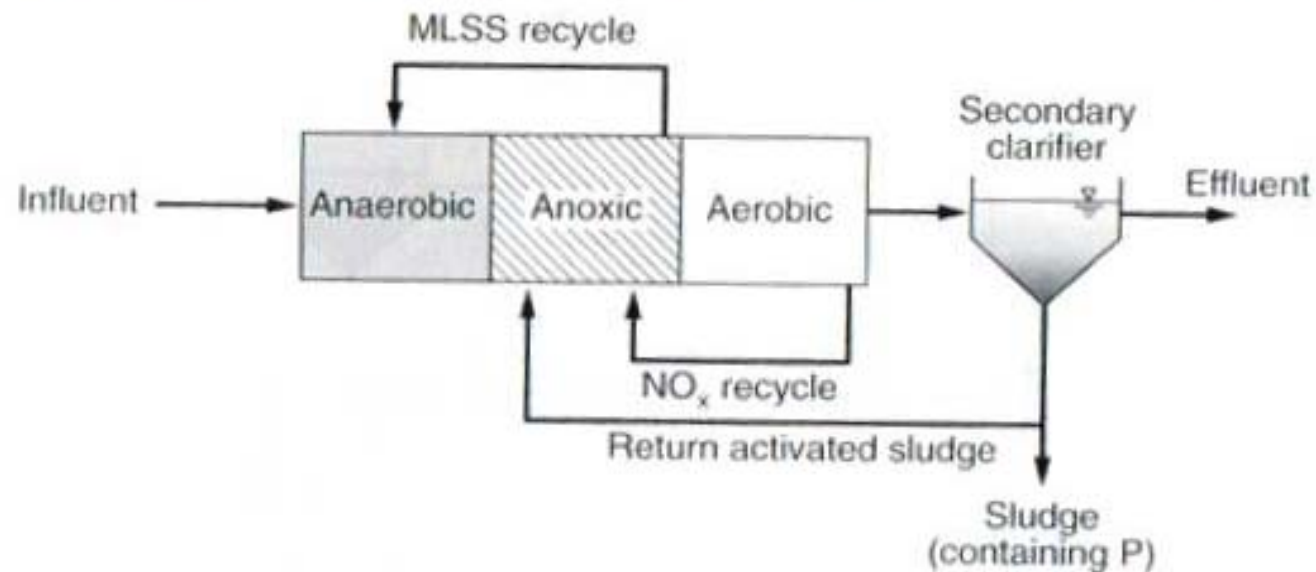 MLSS recycle
Secondary
clarifier
Influent
Anaerobic
Anoxic
Aerobic
Effluent
NOₓ recycle
Return activated sludge
Sludge
(containing P)